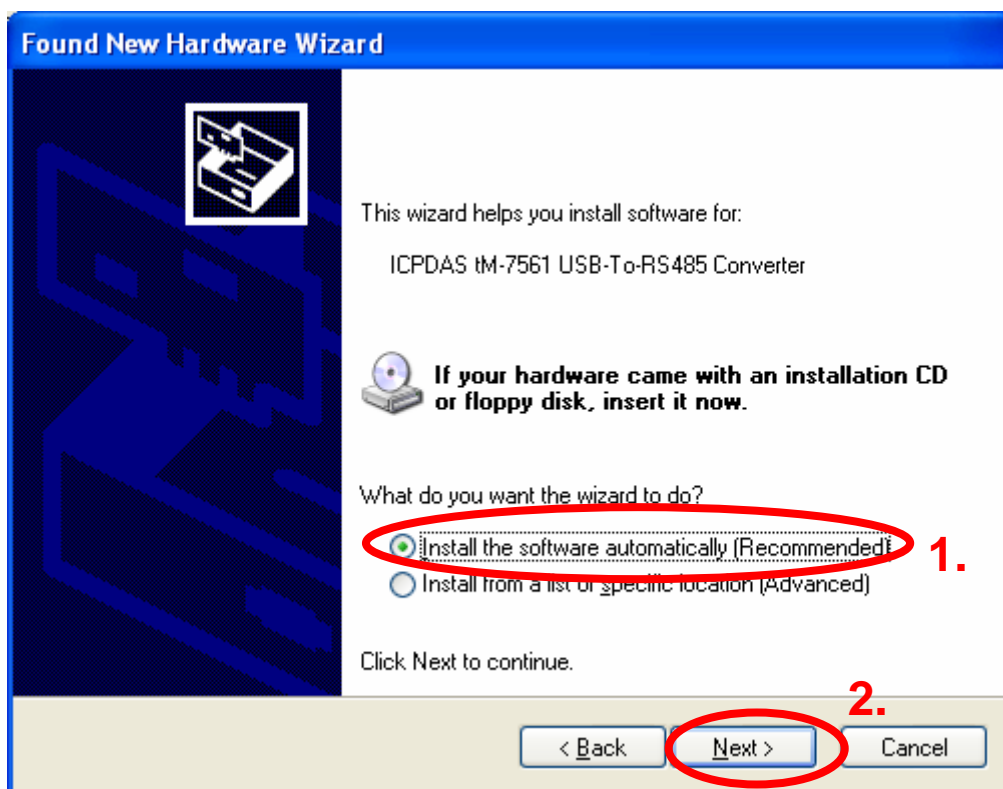 Found New Hardware Wizard
This wizard helps you install software for:
ICPDAS tM-7561 USB-To-RS485 Converter
If your hardware came with an installation CD
or floppy disk, insert it now.
What do you want the wizard to do?
Install the software automatically (Recommended)
1.
Install from a list or specific location (Advanced)
Click Next to continue.
2.
< Back
Next >
Cancel